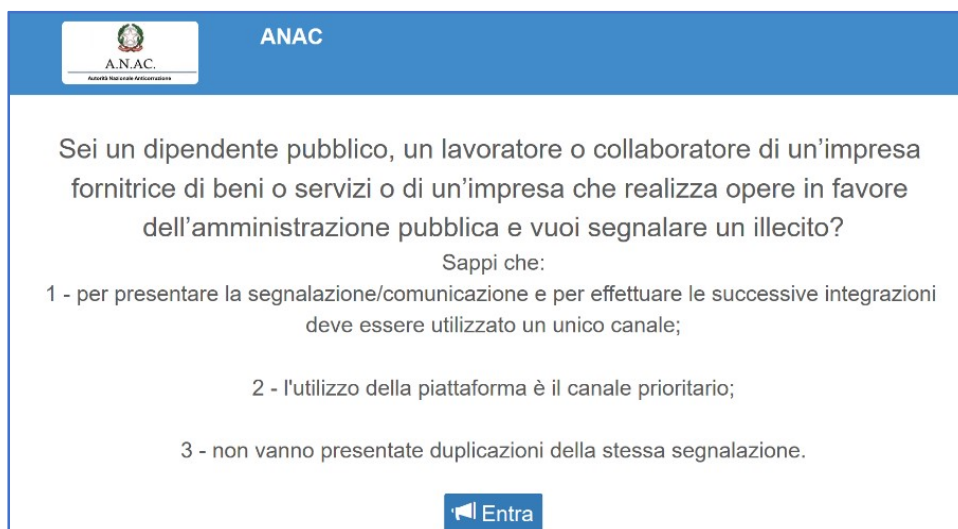 A.N.AC.
Autorità Nazionale Anticorruzione
ANAC
Sei un dipendente pubblico, un lavoratore o collaboratore di un’impresa
fornitrice di beni o servizi o di un’impresa che realizza opere in favore
dell’amministrazione pubblica e vuoi segnalare un illecito?
Sappi che:
1 - per presentare la segnalazione/comunicazione e per effettuare le successive integrazioni
deve essere utilizzato un unico canale;
2 - l'utilizzo della piattaforma è il canale prioritario;
3 - non vanno presentate duplicazioni della stessa segnalazione.
Entra